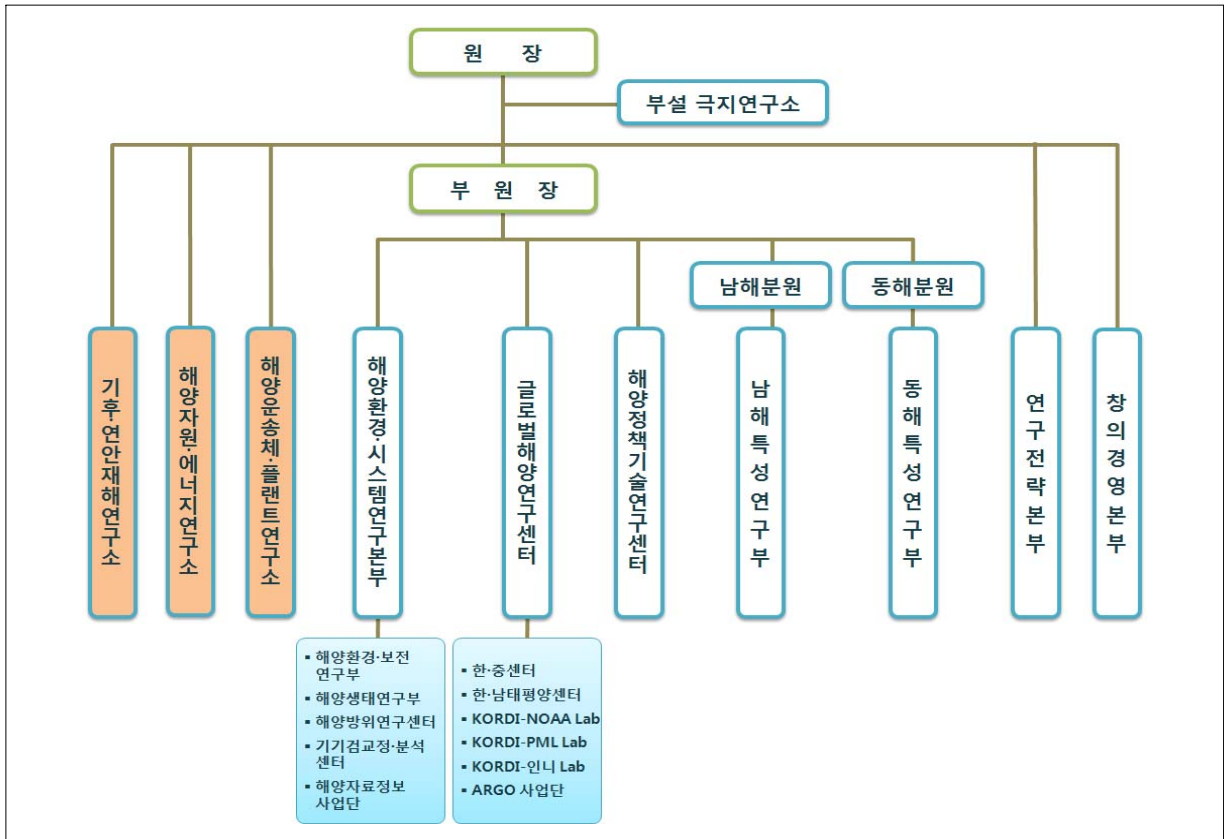 원 장
부설 극지연구소
부 원 장
남해분원
동해분원
기후·연안재해연구소
해양자원·에너지연구소
해양운송체·플랜트연구소
해양환경·시스템연구본부
글로벌해양연구센터
해양정책기술연구센터
남해특성연구부
동해특성연구부
연구전략본부
창의경영본부
▪ 해양환경·보전
연구부
▪ 해양생태연구부
▪ 해양방위연구센터
▪ 기기검교정·분석
센터
▪ 해양자료정보
사업단
▪ 한·중센터
▪ 한·남태평양센터
▪ KORDI-NOAA Lab
▪ KORDI-PML Lab
▪ KORDI-인니 Lab
▪ ARGO 사업단